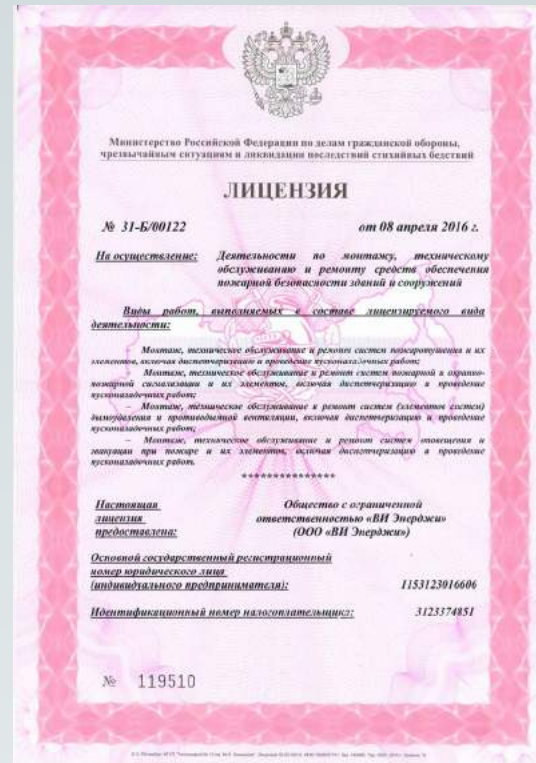 Министерство Российской Федерации по делам гражданской обороны,
чрезвычайным ситуациям и ликвидации последствий стихийных бедствий
ЛИЦЕНЗИЯ
№ 31-Б/00122 от 08 апреля 2016 г.
На осуществление: Деятельности по монтажу, техническому
обслуживанию и ремонту средств обеспечения
пожарной безопасности зданий и сооружений
Виды работ, выполняемых в составе лицензируемого вида
деятельности:
Монтаж, техническое обслуживание и ремонт систем пожаротушения и их
элементов, включая диспетчеризацию и проведение пусконаладочных работ;
Монтаж, техническое обслуживание и ремонт систем пожарной и охранно-
пожарной сигнализации и их элементов, включая диспетчеризацию и проведение
пусконаладочных работ;
– Монтаж, техническое обслуживание и ремонт систем (элементов систем)
дымоудаления и противодымной вентиляции, включая диспетчеризацию и проведение
пусконаладочных работ;
– Монтаж, техническое обслуживание и ремонт систем оповещения и
эвакуации при пожаре и их элементов, включая диспетчеризацию и проведение
пусконаладочных работ.
***************
Настоящая Общество с ограниченной
лицензия ответственностью «ВИ Энерджи»
предоставлена: (ООО «ВИ Энерджи»)
Основной государственный регистрационный
номер юридического лица
(индивидуального предпринимателя): 1153123016606
Идентификационный номер налогоплательщика: 3123374851
№ 119510